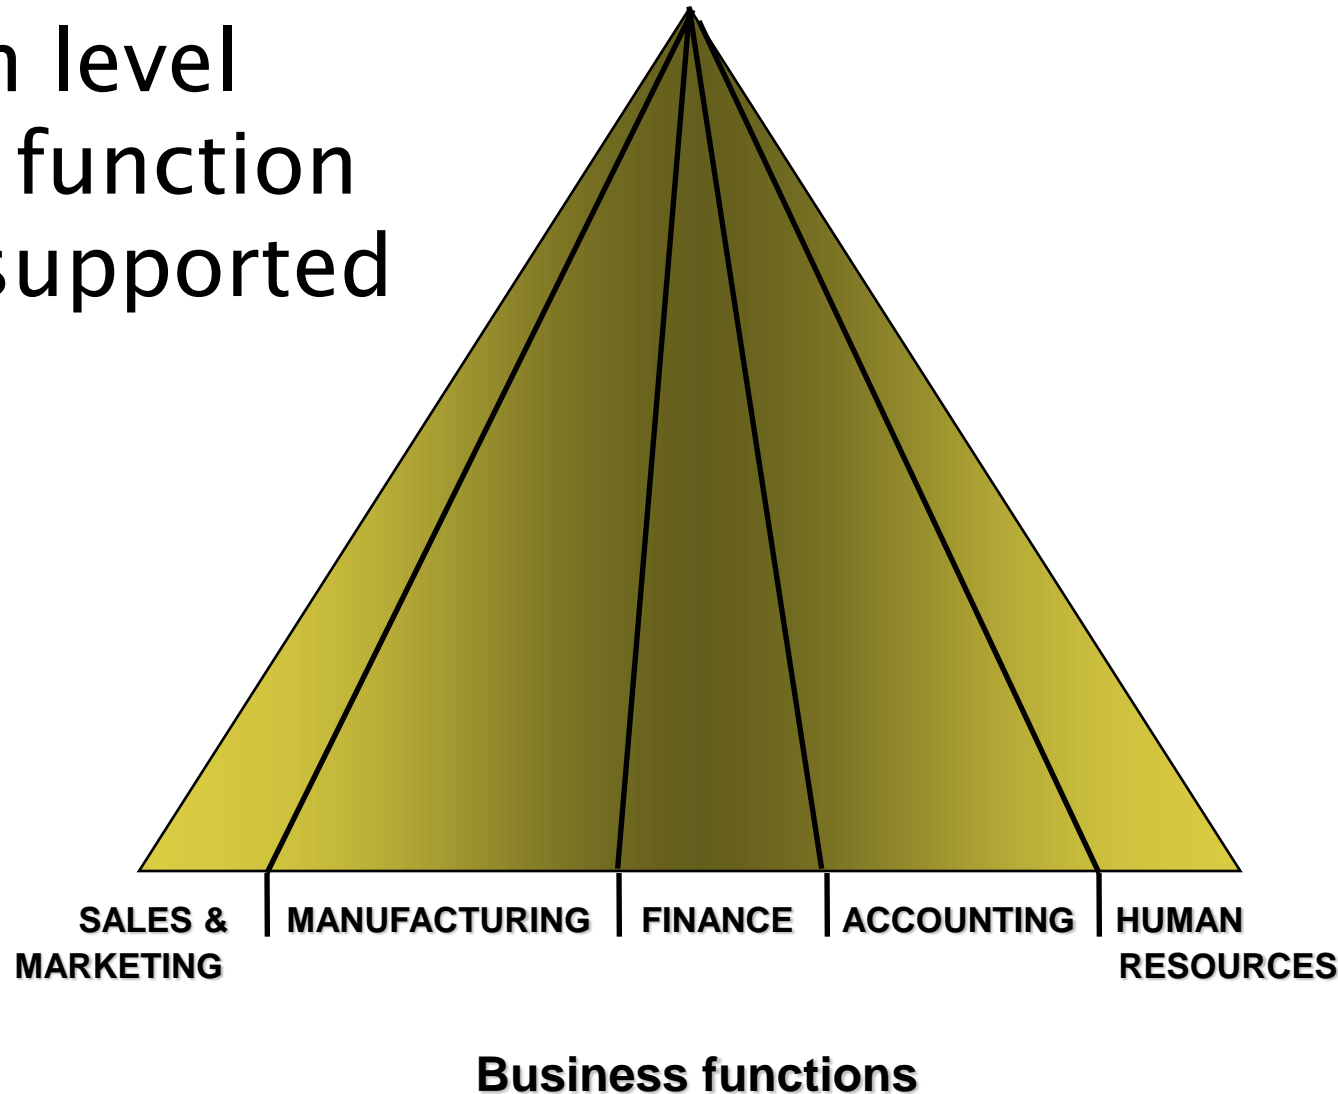 level
function
supported
SALES & MANUFACTURING FINANCE ACCOUNTING HUMAN
MARKETING RESOURCES
Business functions